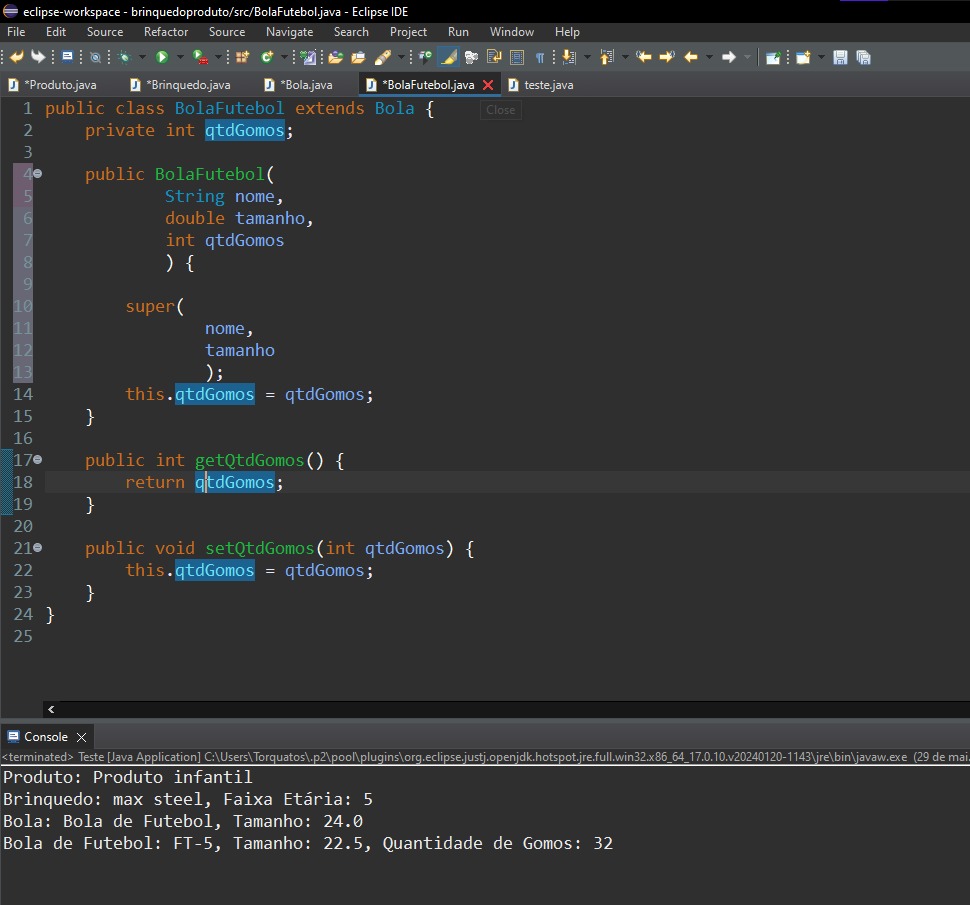 eclipse-workspace - brinquedoproduto/src/BolaFutebol.java - Eclipse IDE
File Edit Source Refactor Source Navigate Search Project Run Window Help
*Produto.java *Brinquedo.java *Bola.java *BolaFutebol.java teste.java
Close
1 public class BolaFutebol extends Bola {
2     private int qtdGomos;
3
4     public BolaFutebol(
5             String nome,
6             double tamanho,
7             int qtdGomos
8             ) {
9
10         super(
11                 nome,
12                 tamanho
13                 );
14         this.qtdGomos = qtdGomos;
15     }
16
17     public int getQtdGomos() {
18         return qtdGomos;
19     }
20
21     public void setQtdGomos(int qtdGomos) {
22         this.qtdGomos = qtdGomos;
23     }
24 }
25
Console
<terminated> Teste [Java Application] C:\Users\Torquatos\.p2\pool\plugins\org.eclipse.justj.openjdk.hotspot.jre.full.win32.x86_64_17.0.10.v20240120-1143\jre\bin\javaw.exe (29 de mai.
Produto: Produto infantil
Brinquedo: max steel, Faixa Etária: 5
Bola: Bola de Futebol, Tamanho: 24.0
Bola de Futebol: FT-5, Tamanho: 22.5, Quantidade de Gomos: 32